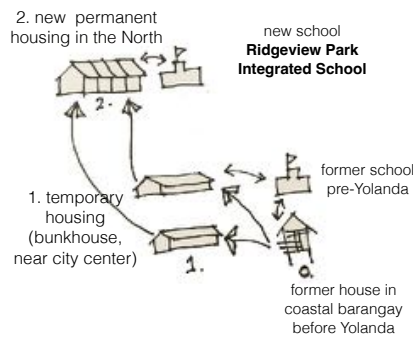 2. new permanent
housing in the North
new school
Ridgeview Park
Integrated School
2.
former school
pre-Yolanda
1. temporary
housing
(bunkhouse,
near city center)
1.
0.
former house in
coastal barangay
before Yolanda